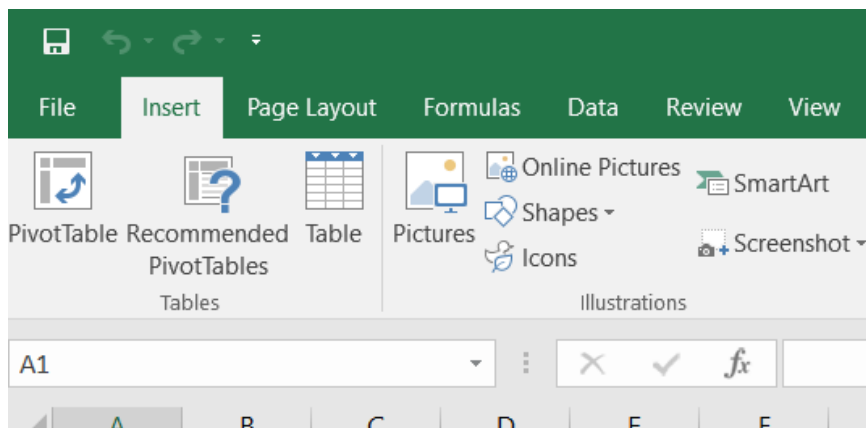 File Insert Page Layout Formulas Data Review View
PivotTable Recommended PivotTables Table Pictures Online Pictures Shapes Icons SmartArt Screenshot
Tables Illustrations
A1 fx
A B C D E F